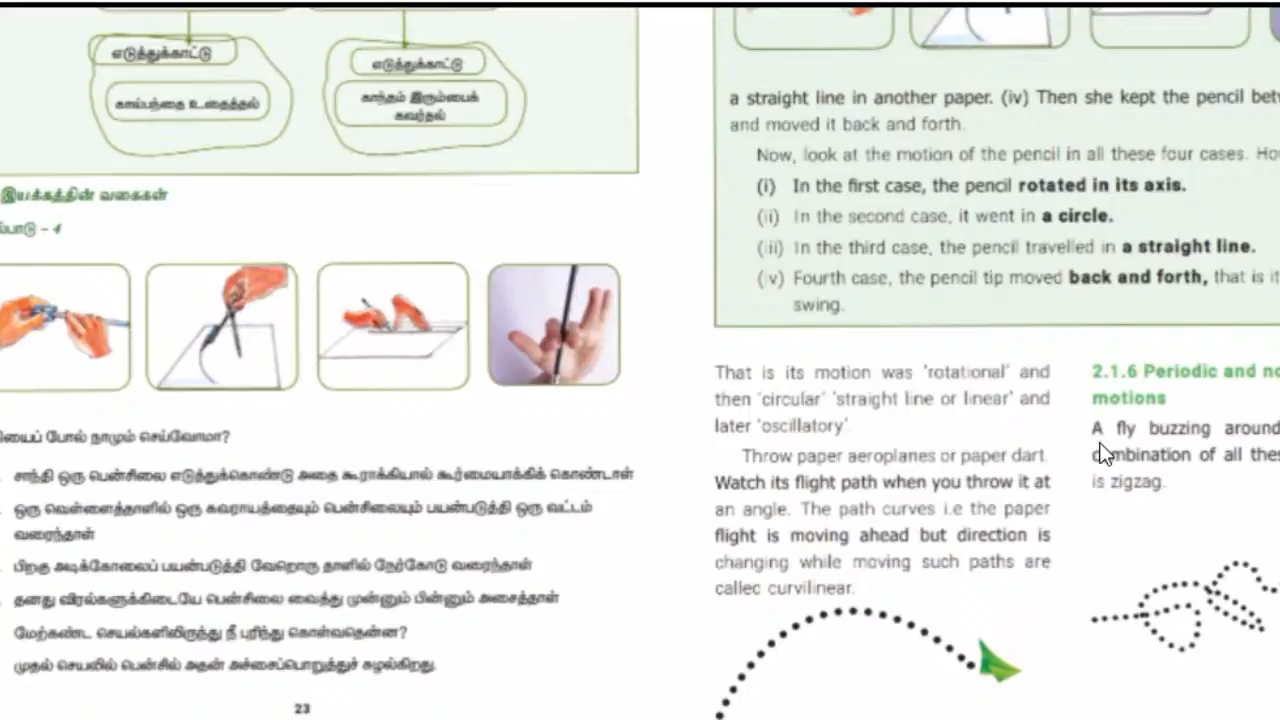 எடுத்துக்காட்டு
எடுத்துக்காட்டு
கால்பந்தை உதைத்தல்
காந்தம் இரும்பைக்
கவர்தல்
இயக்கத்தின் வகைகள்
– 4
போல் நாமும் செய்வோமா?
சாந்தி ஒரு பென்சிலை எடுத்துக்கொண்டு அதை கூராக்கியால் கூர்மையாக்கிக் கொண்டாள்
ஒரு வெள்ளைத்தாளில் ஒரு கவராயத்தையும் பென்சிலையும் பயன்படுத்தி ஒரு வட்டம்
வரைந்தாள்
பிறகு அடிக்கோலைப் பயன்படுத்தி வேறொரு தாளில் நேர்கோடு வரைந்தாள்
தனது விரல்களுக்கிடையே பென்சிலை வைத்து முன்னும் பின்னும் அசைத்தாள்
மேற்கண்ட செயல்களிலிருந்து நீ புரிந்து கொள்வதென்ன?
முதல் செயலில் பென்சில் அதன் அச்சைப்பொறுத்துச் சுழல்கிறது.
23
a straight line in another paper. (iv) Then she kept the pencil
and moved it back and forth.
Now, look at the motion of the pencil in all these four cases.
(i) In the first case, the pencil rotated in its axis.
(ii) In the second case, it went in a circle.
(iii) In the third case, the pencil travelled in a straight line.
(iv) Fourth case, the pencil tip moved back and forth, that is
swing.
That is its motion was 'rotational' and
then 'circular' 'straight line or linear' and
later 'oscillatory'
Throw paper aeroplanes or paper dart.
Watch its flight path when you throw it at
an angle. The path curves i.e the paper
flight is moving ahead but direction is
changing while moving such paths are
called curvilinear.
2.1.6 Periodic and
motions
A fly buzzing around
combination of all
is zigzag.